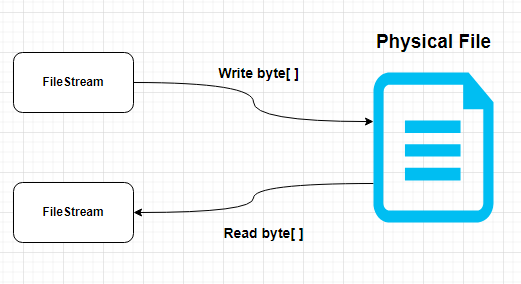 Physical File
Write byte[ ]
FileStream
FileStream
Read byte[ ]